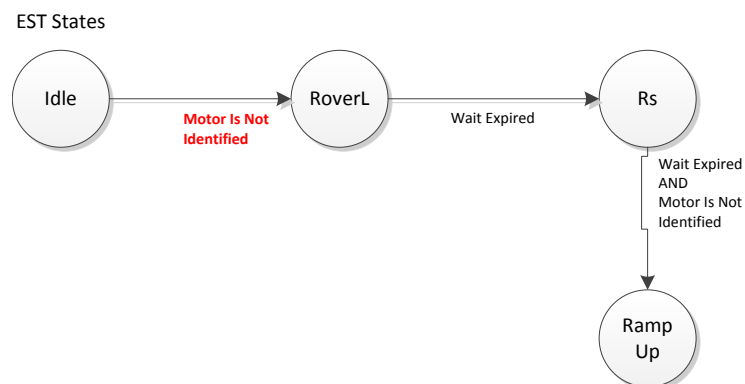 EST States
Idle
RoverL
Rs
Motor Is Not
Identified
Wait Expired
Wait Expired
AND
Motor Is Not
Identified
Ramp
Up